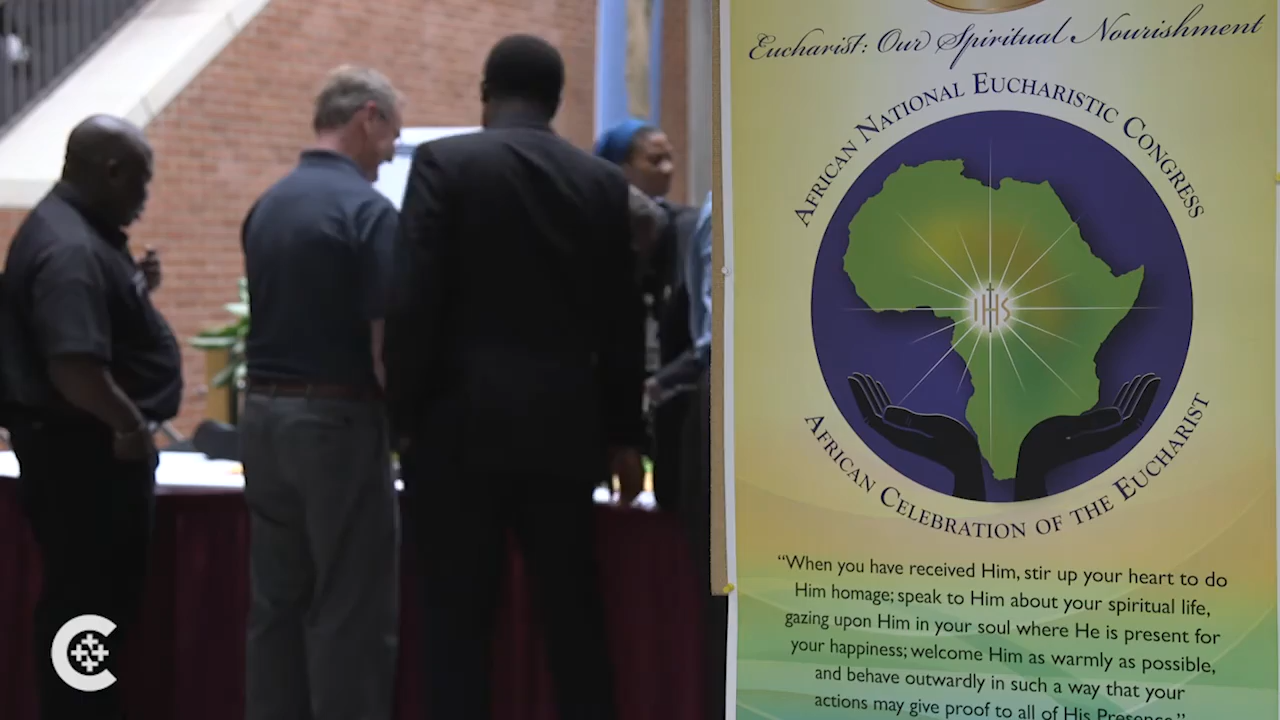 Eucharist: Our Spiritual Nourishment
AFRICAN NATIONAL EUCHARISTIC CONGRESS
IHS
AFRICAN CELEBRATION OF THE EUCHARIST
“When you have received Him, stir up your heart to do
Him homage; speak to Him about your spiritual life,
gazing upon Him in your soul where He is present for
your happiness; welcome Him as warmly as possible,
and behave outwardly in such a way that your
actions may give proof to all of His Presence.”